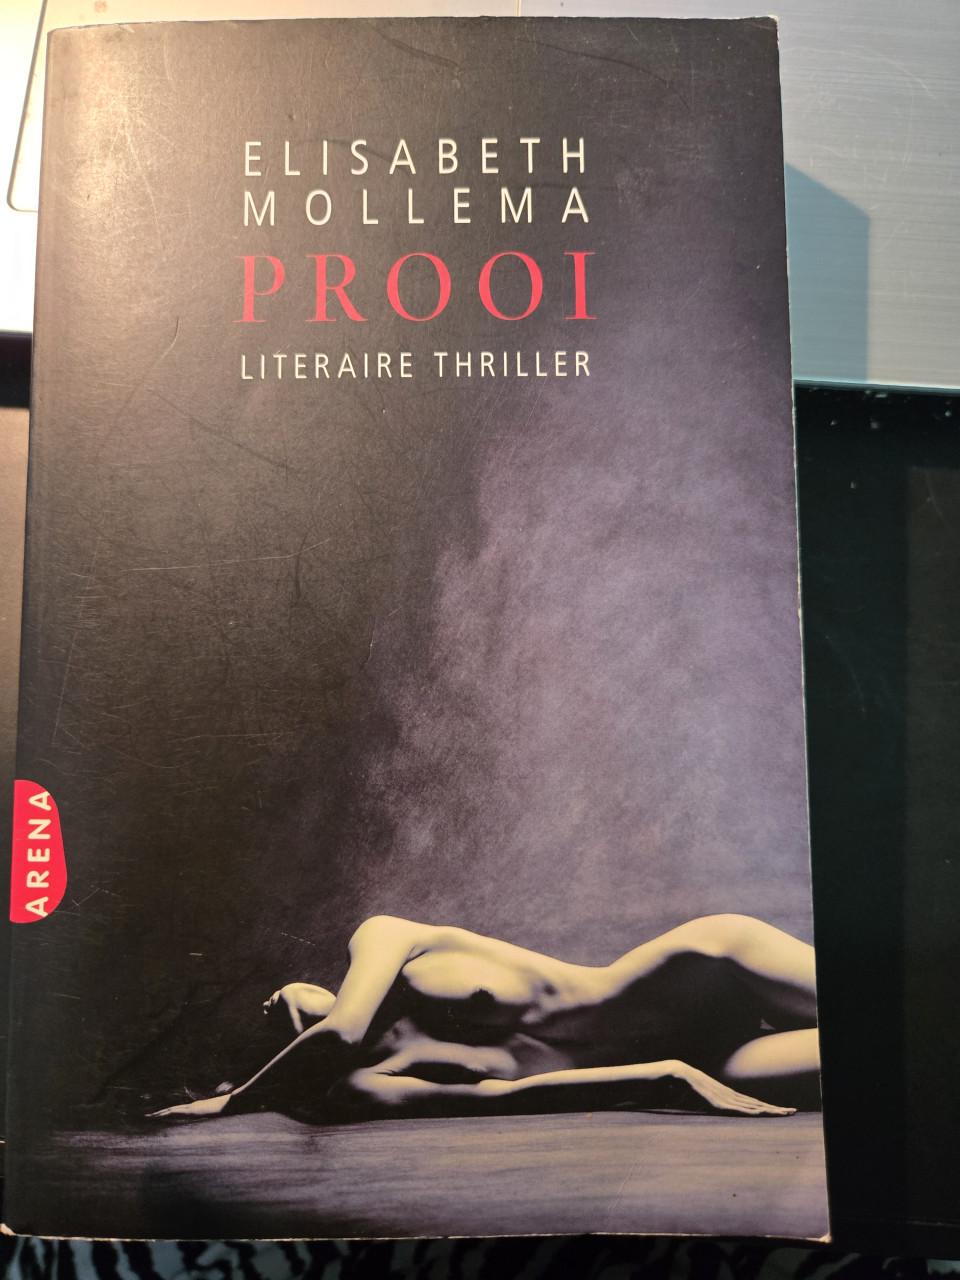 ELISABETH
MOLLEMA
PROOI
LITERAIRE THRILLER
ARENA